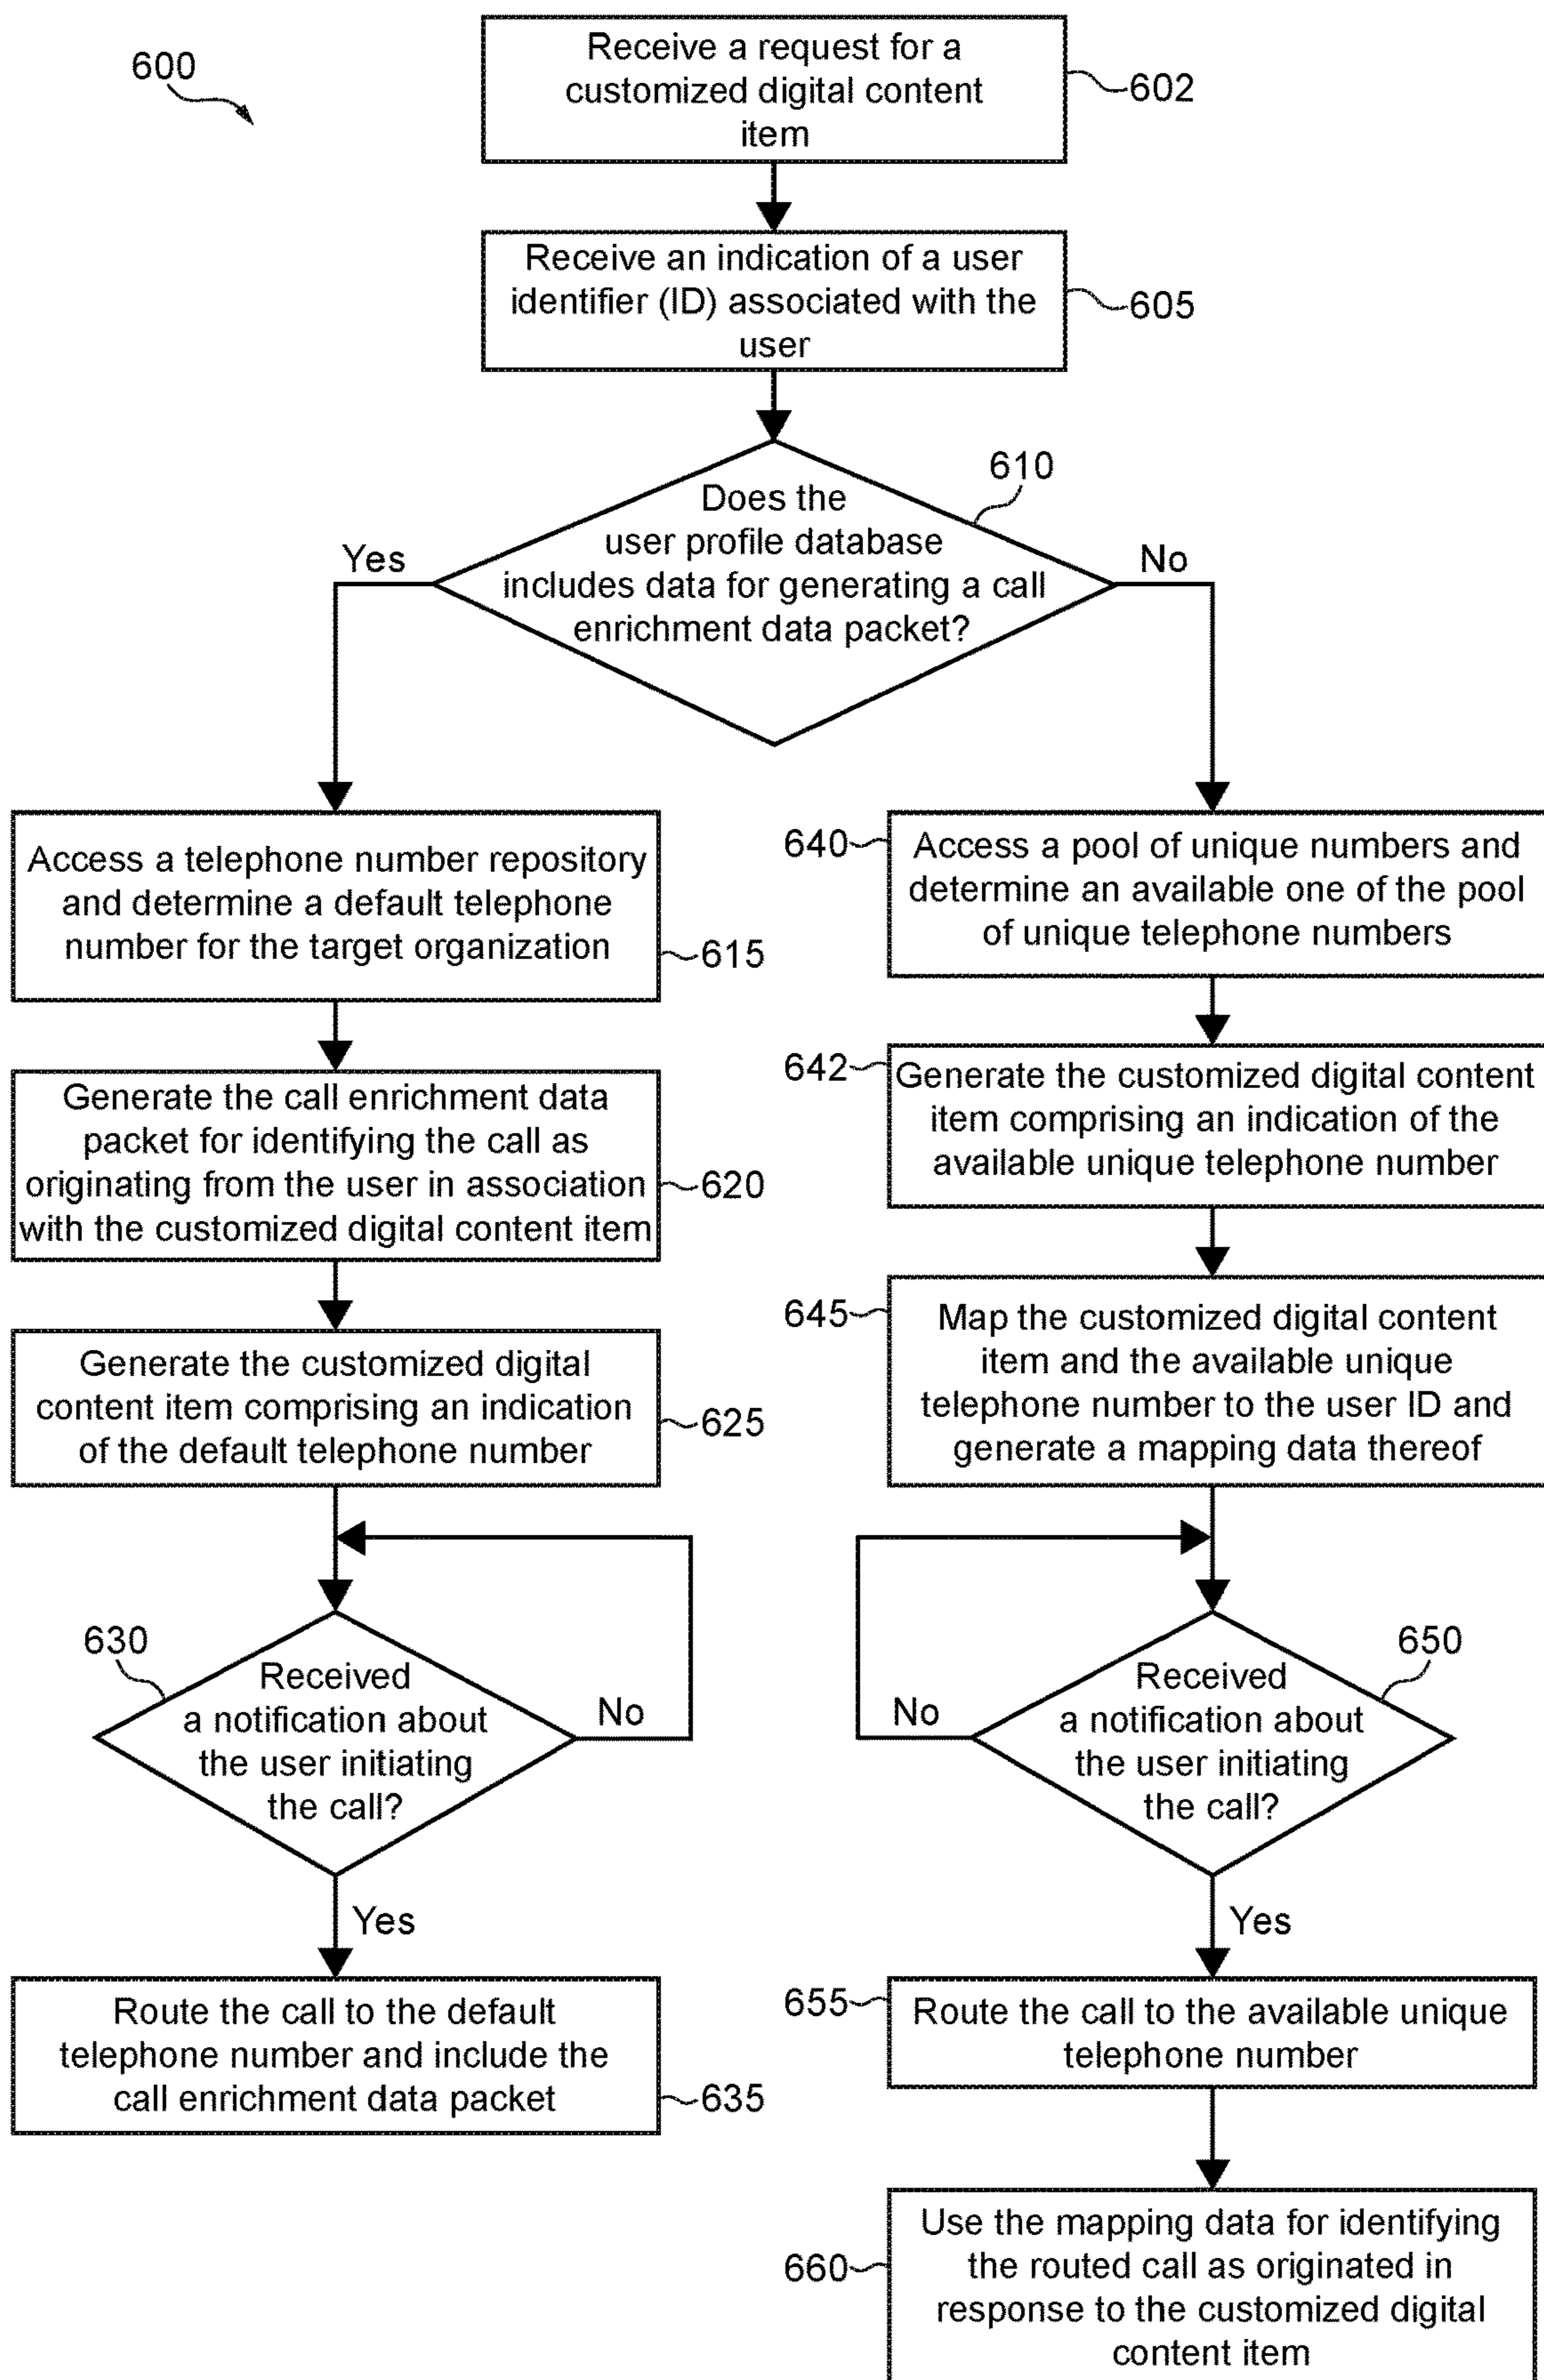 600
Receive a request for a
customized digital content
item
602
Receive an indication of a user
identifier (ID) associated with the
user
605
610
Does the
user profile database
includes data for generating a call
enrichment data packet?
Yes
No
Access a telephone number repository
and determine a default telephone
number for the target organization
615
Generate the call enrichment data
packet for identifying the call as
originating from the user in association
with the customized digital content item
620
Generate the customized digital
content item comprising an indication
of the default telephone number
625
630
Received
a notification about
the user initiating
the call?
No
Yes
Route the call to the default
telephone number and include the
call enrichment data packet
635
640
Access a pool of unique numbers and
determine an available one of the pool
of unique telephone numbers
642
Generate the customized digital content
item comprising an indication of the
available unique telephone number
645
Map the customized digital content
item and the available unique
telephone number to the user ID and
generate a mapping data thereof
650
Received
a notification about
the user initiating
the call?
No
Yes
655
Route the call to the available unique
telephone number
660
Use the mapping data for identifying
the routed call as originated in
response to the customized digital
content item